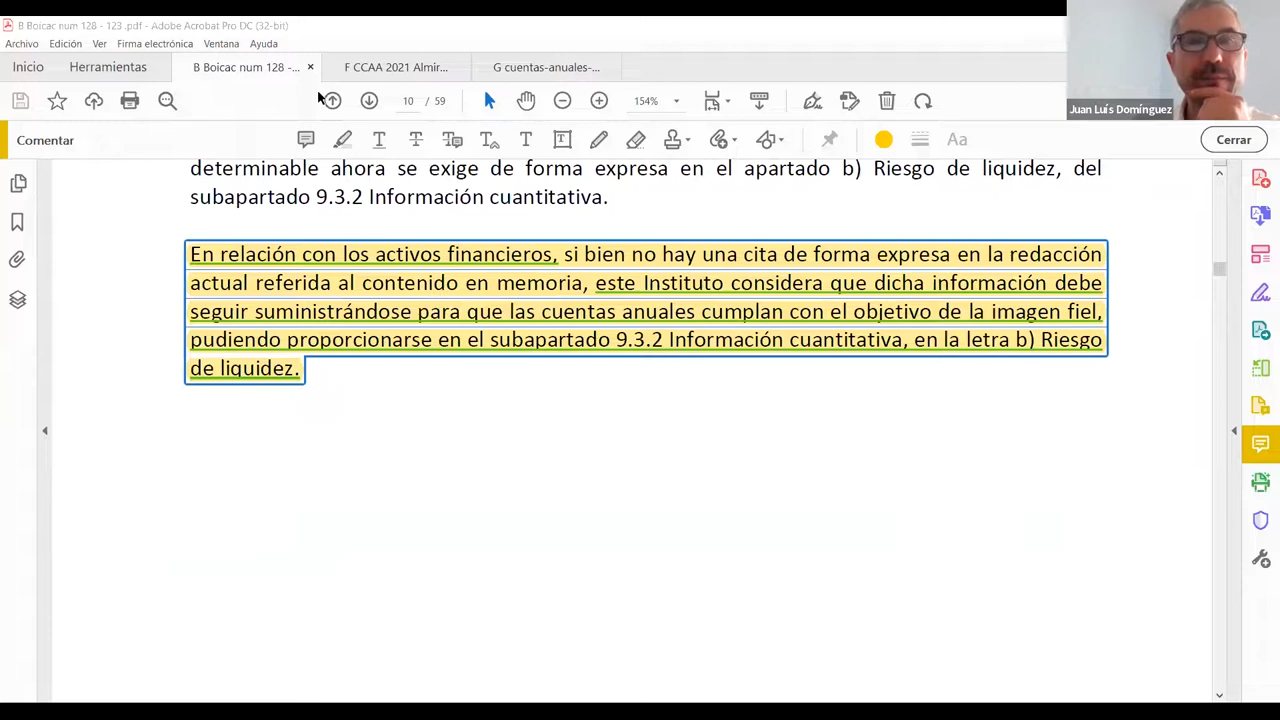 B Boicac num 128 - 123 .pdf - Adobe Acrobat Pro DC (32-bit)
Archivo Edición Ver Firma electrónica Ventana Ayuda
Inicio Herramientas B Boicac num 128 -... × F CCAA 2021 Almir... G cuentas-anuales-...
10 / 59 154%
Juan Luís Domínguez
Comentar Aa Cerrar
determinable ahora se exige de forma expresa en el apartado b) Riesgo de liquidez, del
subapartado 9.3.2 Información cuantitativa.
En relación con los activos financieros, si bien no hay una cita de forma expresa en la redacción
actual referida al contenido en memoria, este Instituto considera que dicha información debe
seguir suministrándose para que las cuentas anuales cumplan con el objetivo de la imagen fiel,
pudiendo proporcionarse en el subapartado 9.3.2 Información cuantitativa, en la letra b) Riesgo
de liquidez.